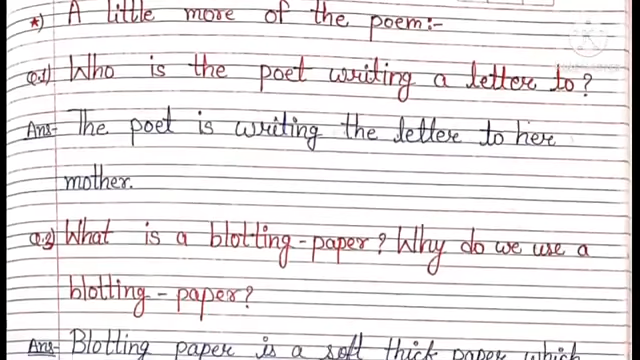 *) A little more of the poem:-
Q.1) Who is the poet writing a letter to?
Ans- The poet is writing the letter to her
mother.
Q.2) What is a blotting-paper? Why do we use a
blotting-paper?
Ans- Blotting paper is a soft thick paper which